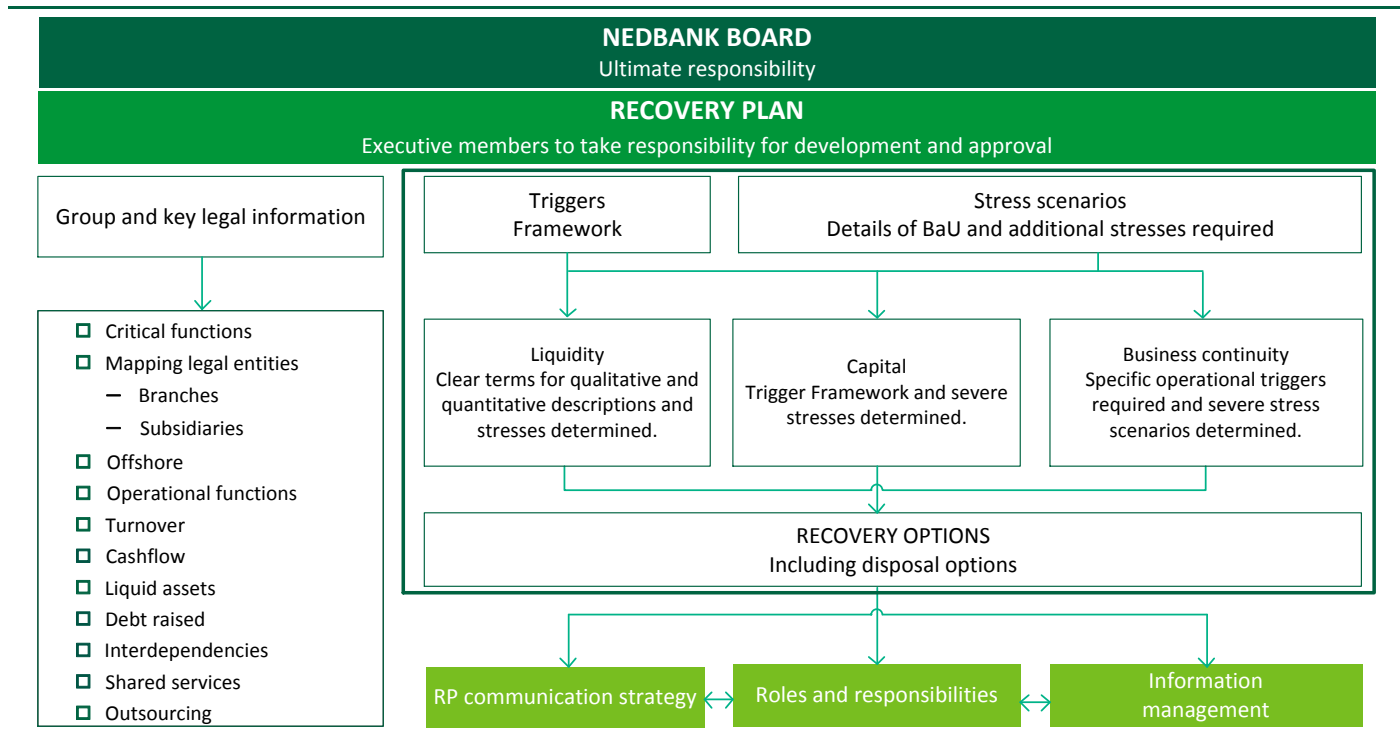 NEDBANK BOARD
Ultimate responsibility
RECOVERY PLAN
Executive members to take responsibility for development and approval
Group and key legal information
Critical functions
Mapping legal entities
– Branches
– Subsidiaries
Offshore
Operational functions
Turnover
Cashflow
Liquid assets
Debt raised
Interdependencies
Shared services
Outsourcing
Triggers
Framework
Stress scenarios
Details of BaU and additional stresses required
Liquidity
Clear terms for qualitative and
quantitative descriptions and
stresses determined.
Capital
Trigger Framework and severe
stresses determined.
Business continuity
Specific operational triggers
required and severe stress
scenarios determined.
RECOVERY OPTIONS
Including disposal options
RP communication strategy
Roles and responsibilities
Information
management